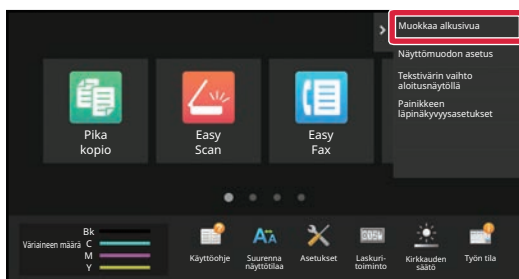 Muokkaa alkusivua
Näyttömuodon asetus
Tekstivärin vaihto
aloitusnäytöllä
Painikkeen
läpinäkyvyysasetukset
Pika
kopio
Easy
Scan
Easy
Fax
Väriaineen määrä
Bk
C
M
Y
Käyttöohje
Suurenna
näyttötilaa
Asetukset
Laskuri-
toiminto
Kirkkauden
säätö
Työn tila